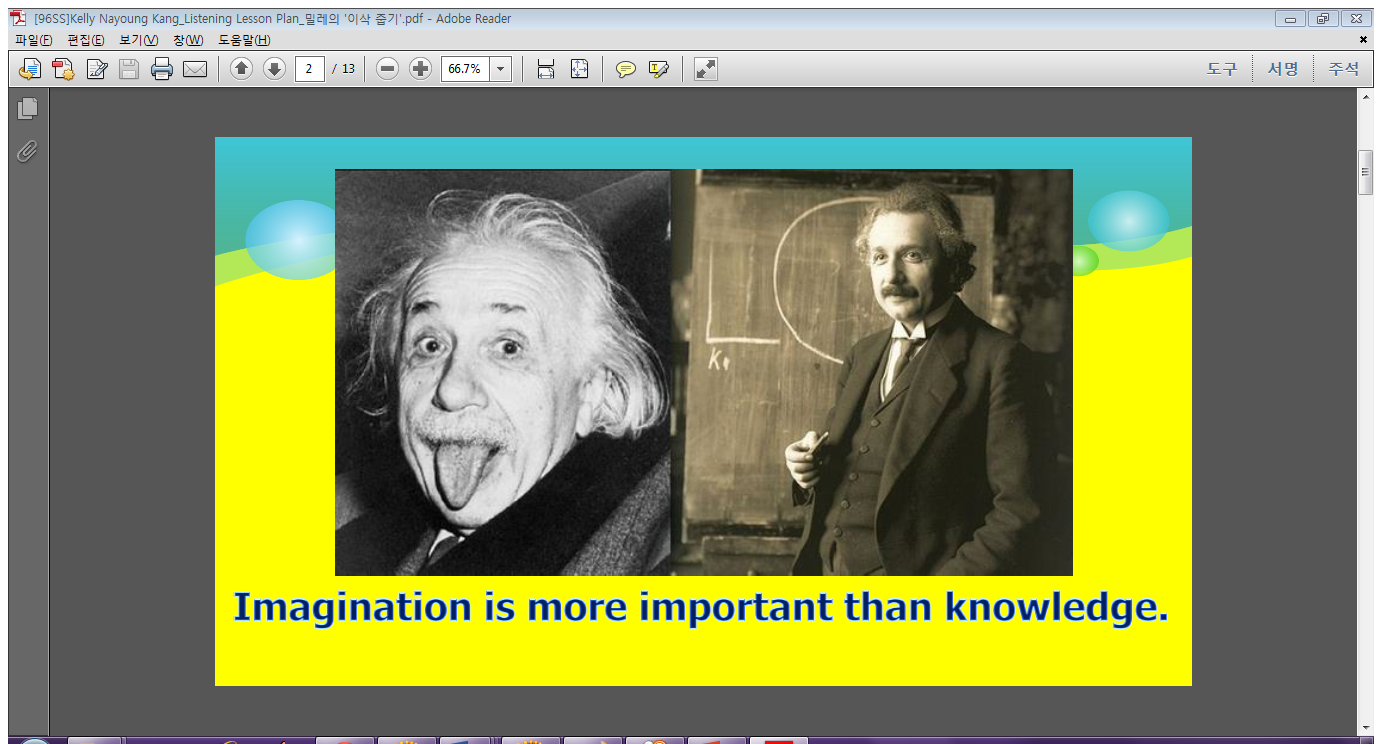 [96SS]Kelly Nayoung Kang_Listening Lesson Plan_밀레의 '이삭 줍기'.pdf - Adobe Reader
파일(F) 편집(E) 보기(V) 창(W) 도움말(H)
2 / 13 66.7% 도구 서명 주석
Imagination is more important than knowledge.